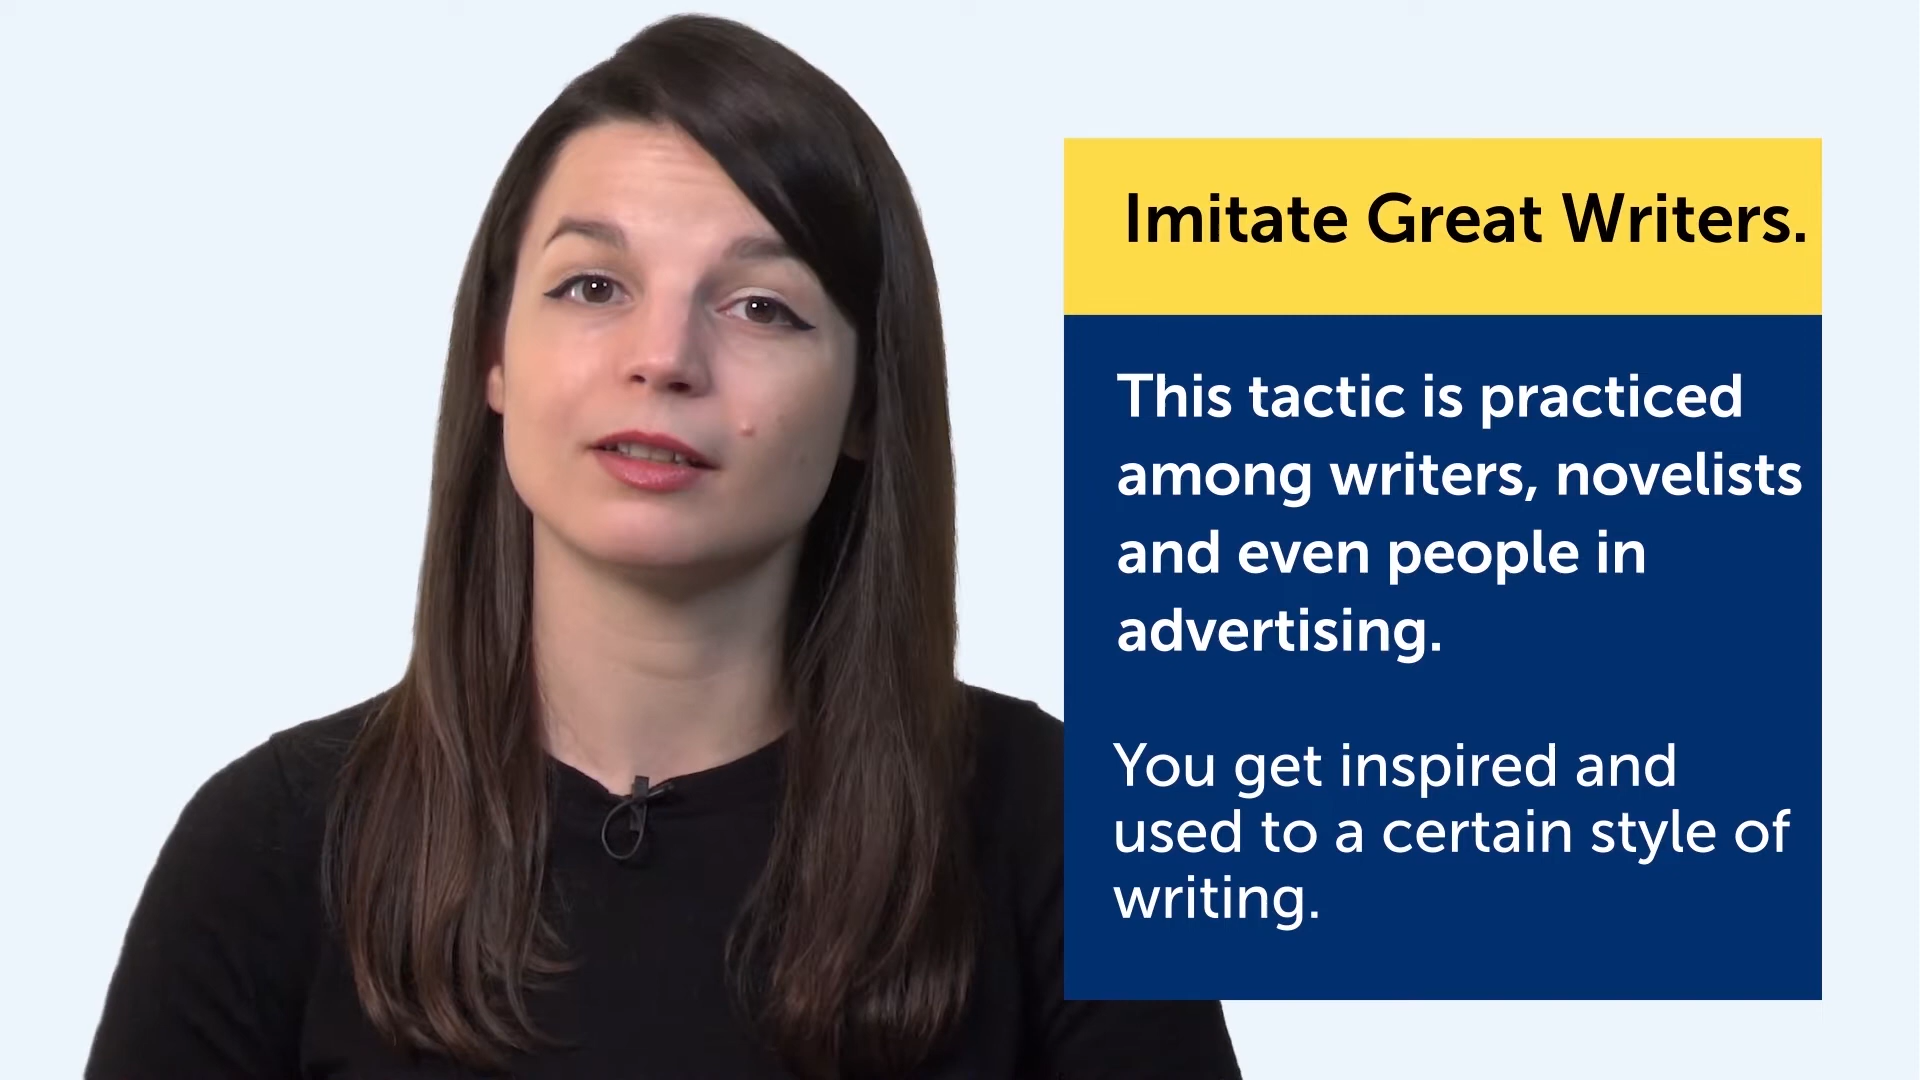 Imitate Great Writers.
This tactic is practiced
among writers, novelists
and even people in
advertising.
You get inspired and
used to a certain style of
writing.